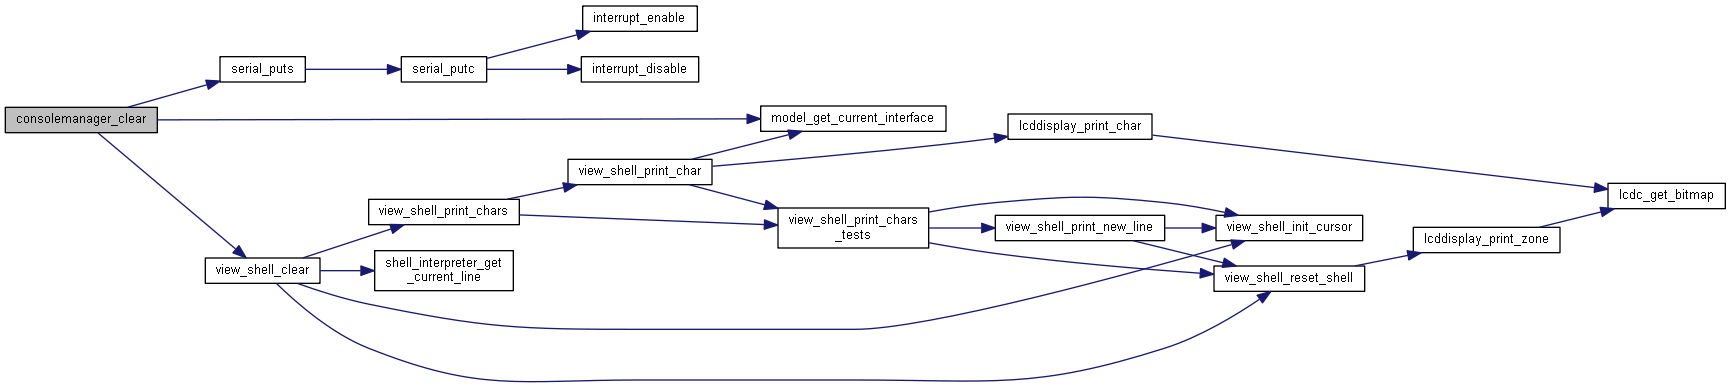 interrupt_enable
serial_puts
serial_putc
interrupt_disable
consolemanager_clear
model_get_current_interface
lcddisplay_print_char
view_shell_print_char
lcdc_get_bitmap
view_shell_print_chars
view_shell_print_chars
_tests
view_shell_print_new_line
view_shell_init_cursor
lcddisplay_print_zone
view_shell_clear
shell_interpreter_get
_current_line
view_shell_reset_shell